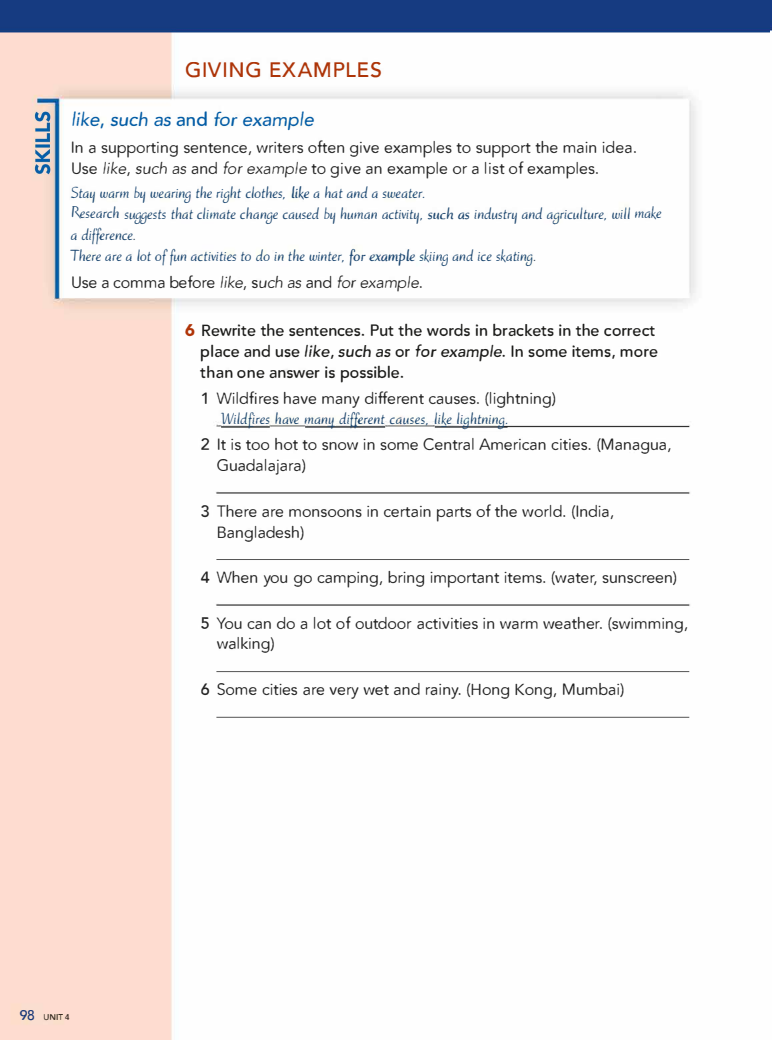 GIVING EXAMPLES
SKILLS
like, such as and for example
In a supporting sentence, writers often give examples to support the main idea.
Use like, such as and for example to give an example or a list of examples.
Stay warm by wearing the right clothes, like a hat and a sweater.
Research suggests that climate change caused by human activity, such as industry and agriculture, will make
a difference.
There are a lot of fun activities to do in the winter, for example skiing and ice skating.
Use a comma before like, such as and for example.
6 Rewrite the sentences. Put the words in brackets in the correct
place and use like, such as or for example. In some items, more
than one answer is possible.
1 Wildfires have many different causes. (lightning)
Wildfires have many different causes, like lightning.
2 It is too hot to snow in some Central American cities. (Managua,
Guadalajara)
3 There are monsoons in certain parts of the world. (India,
Bangladesh)
4 When you go camping, bring important items. (water, sunscreen)
5 You can do a lot of outdoor activities in warm weather. (swimming,
walking)
6 Some cities are very wet and rainy. (Hong Kong, Mumbai)
98 UNIT 4